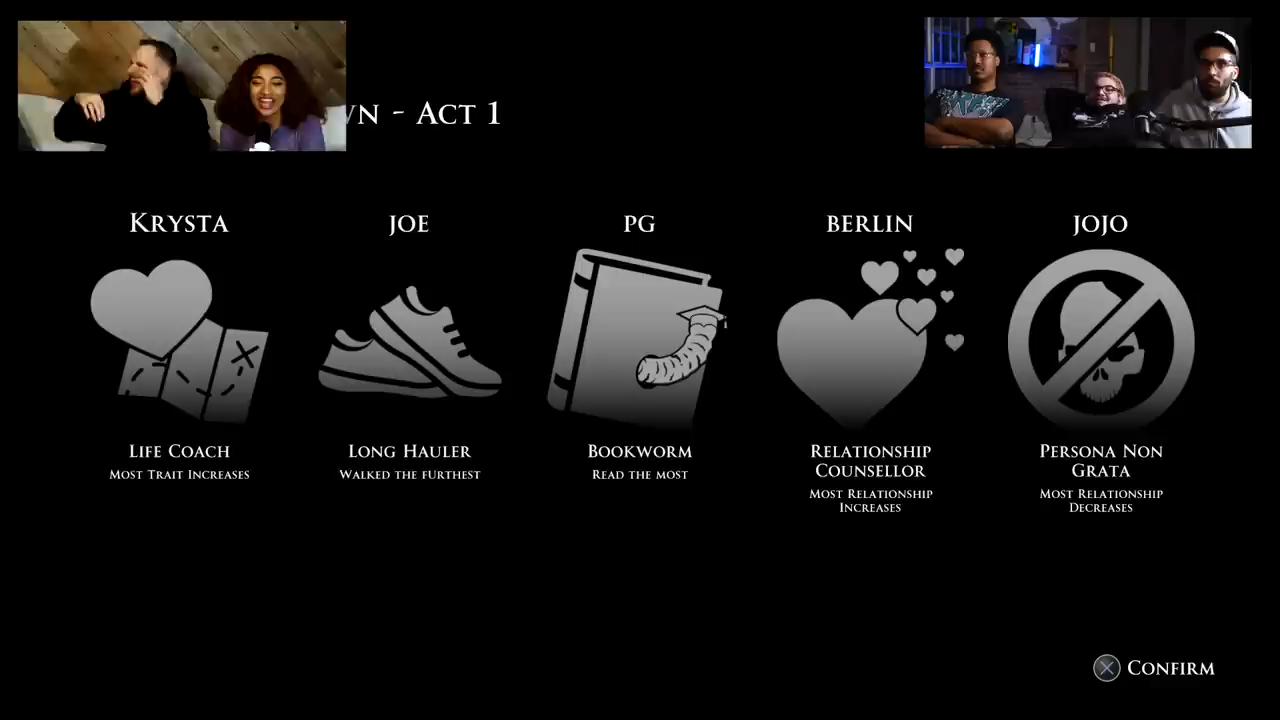 VN - ACT 1
KRYSTA
JOE
PG
BERLIN
JOJO
LIFE COACH
MOST TRAIT INCREASES
LONG HAULER
WALKED THE FURTHEST
BOOKWORM
READ THE MOST
RELATIONSHIP
COUNSELLOR
MOST RELATIONSHIP
INCREASES
PERSONA NON
GRATA
MOST RELATIONSHIP
DECREASES
CONFIRM